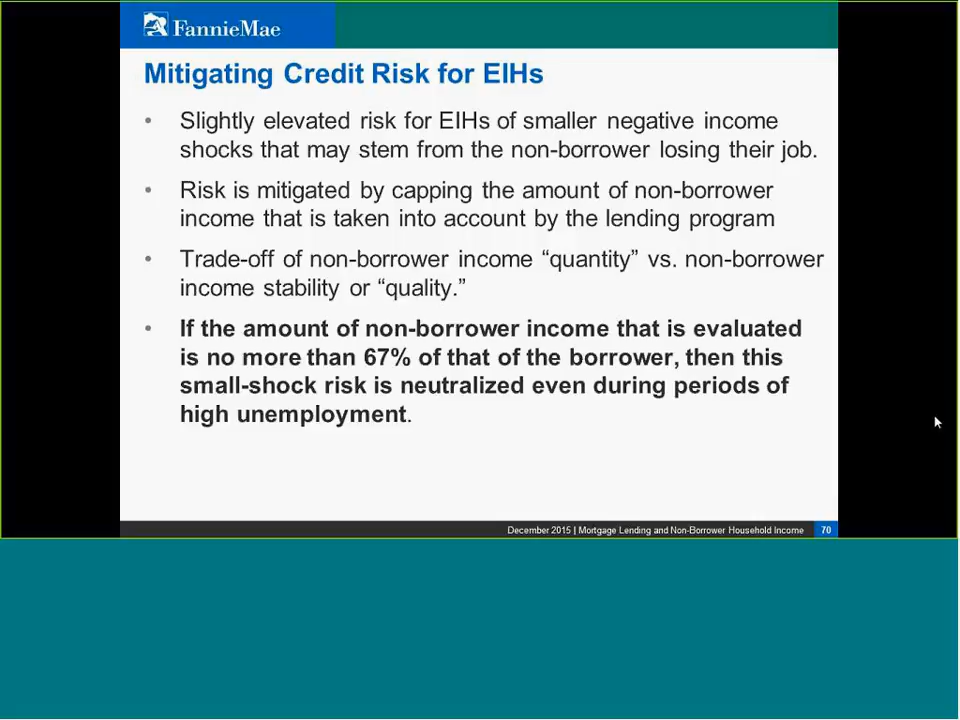 FannieMae
Mitigating Credit Risk for EIHs
• Slightly elevated risk for EIHs of smaller negative income
shocks that may stem from the non-borrower losing their job.
• Risk is mitigated by capping the amount of non-borrower
income that is taken into account by the lending program
• Trade-off of non-borrower income “quantity” vs. non-borrower
income stability or “quality.”
• If the amount of non-borrower income that is evaluated
is no more than 67% of that of the borrower, then this
small-shock risk is neutralized even during periods of
high unemployment.
December 2015 | Mortgage Lending and Non-Borrower Household Income 70